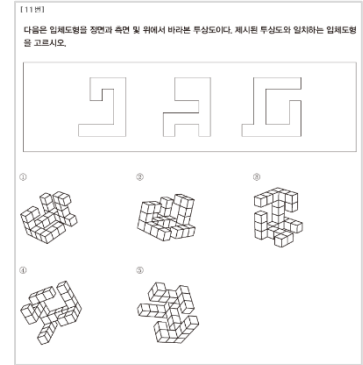 [11번]
다음은 입체도형을 정면과 측면 및 위에서 바라본 투상도이다. 제시된 투상도와 일치하는 입체도형
을 고르시오.
① ② ③
④ ⑤